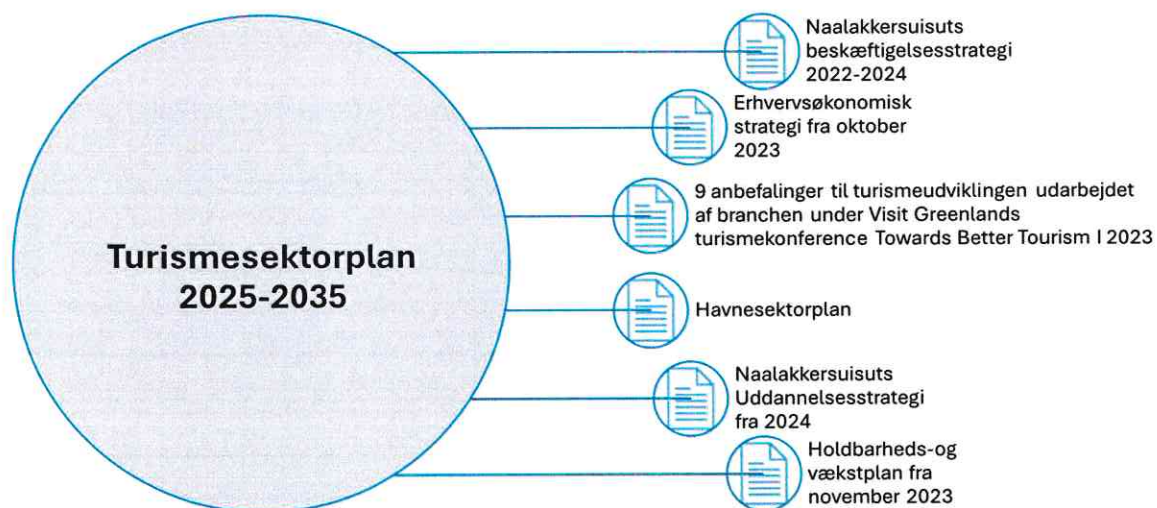 Turismesektorplan
2025-2035
Naalakkersuisuts
beskæftigelsesstrategi
2022-2024
Erhvervsøkonomisk
strategi fra oktober
2023
9 anbefalinger til turismeudviklingen udarbejdet
af branchen under Visit Greenlands
turismekonference Towards Better Tourism I 2023
Havnesektorplan
Naalakkersuisuts
Uddannelsesstrategi
fra 2024
Holdbarheds-og
vækstplan fra
november 2023